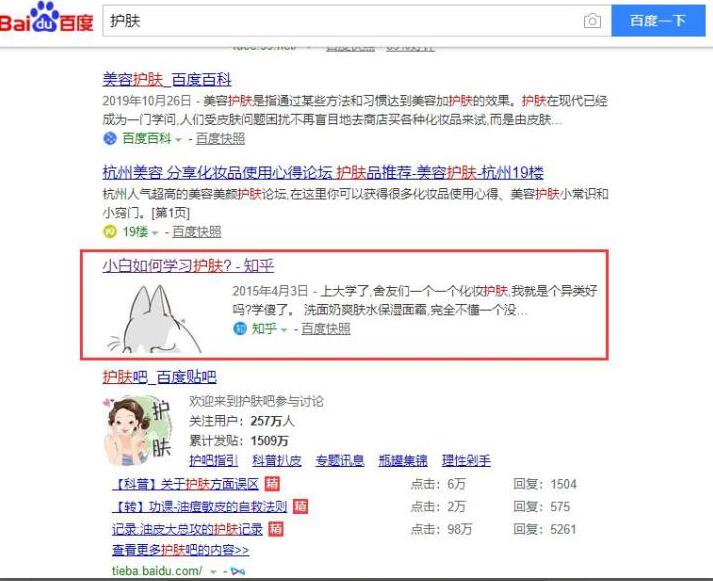 Bai du 百度 护肤 百度一下
百度快照
美容护肤_百度百科
2019年10月26日 - 美容护肤是指通过某些方法和习惯达到美容加护肤的效果。护肤在现代已经
成为一门学问,人们受皮肤问题困扰不再盲目地去商店买各种化妆品来试,而是由皮肤...
百度百科 - 百度快照
杭州美容 分享化妆品使用心得论坛 护肤品推荐-美容护肤-杭州19楼
杭州人气超高的美容美颜护肤论坛,在这里你可以获得很多化妆品使用心得、美容护肤小常识和
小窍门。[第1页]
19楼 - 百度快照
小白如何学习护肤? - 知乎
2015年4月3日 - 上大学了,舍友们一个一个化妆护肤,我就是个异类好
吗?学傻了。 洗面奶爽肤水保湿面霜,完全不懂一个没...
知 知乎 - 百度快照
护肤吧_百度贴吧
护肤
欢迎来到护肤吧参与讨论
关注用户：257万人
累计发贴：1509万
护吧指引 科普扒皮 专题讯息 瓶罐集锦 理性剁手
【科普】关于护肤方面误区 精 点击：6万 回复：1504
【转】功课-油痘敏皮的自救法则 精 点击：2万 回复：575
记录:油皮大总攻的护肤记录 精 点击：98万 回复：5261
查看更多护肤吧的内容>>
tieba.baidu.com/ -